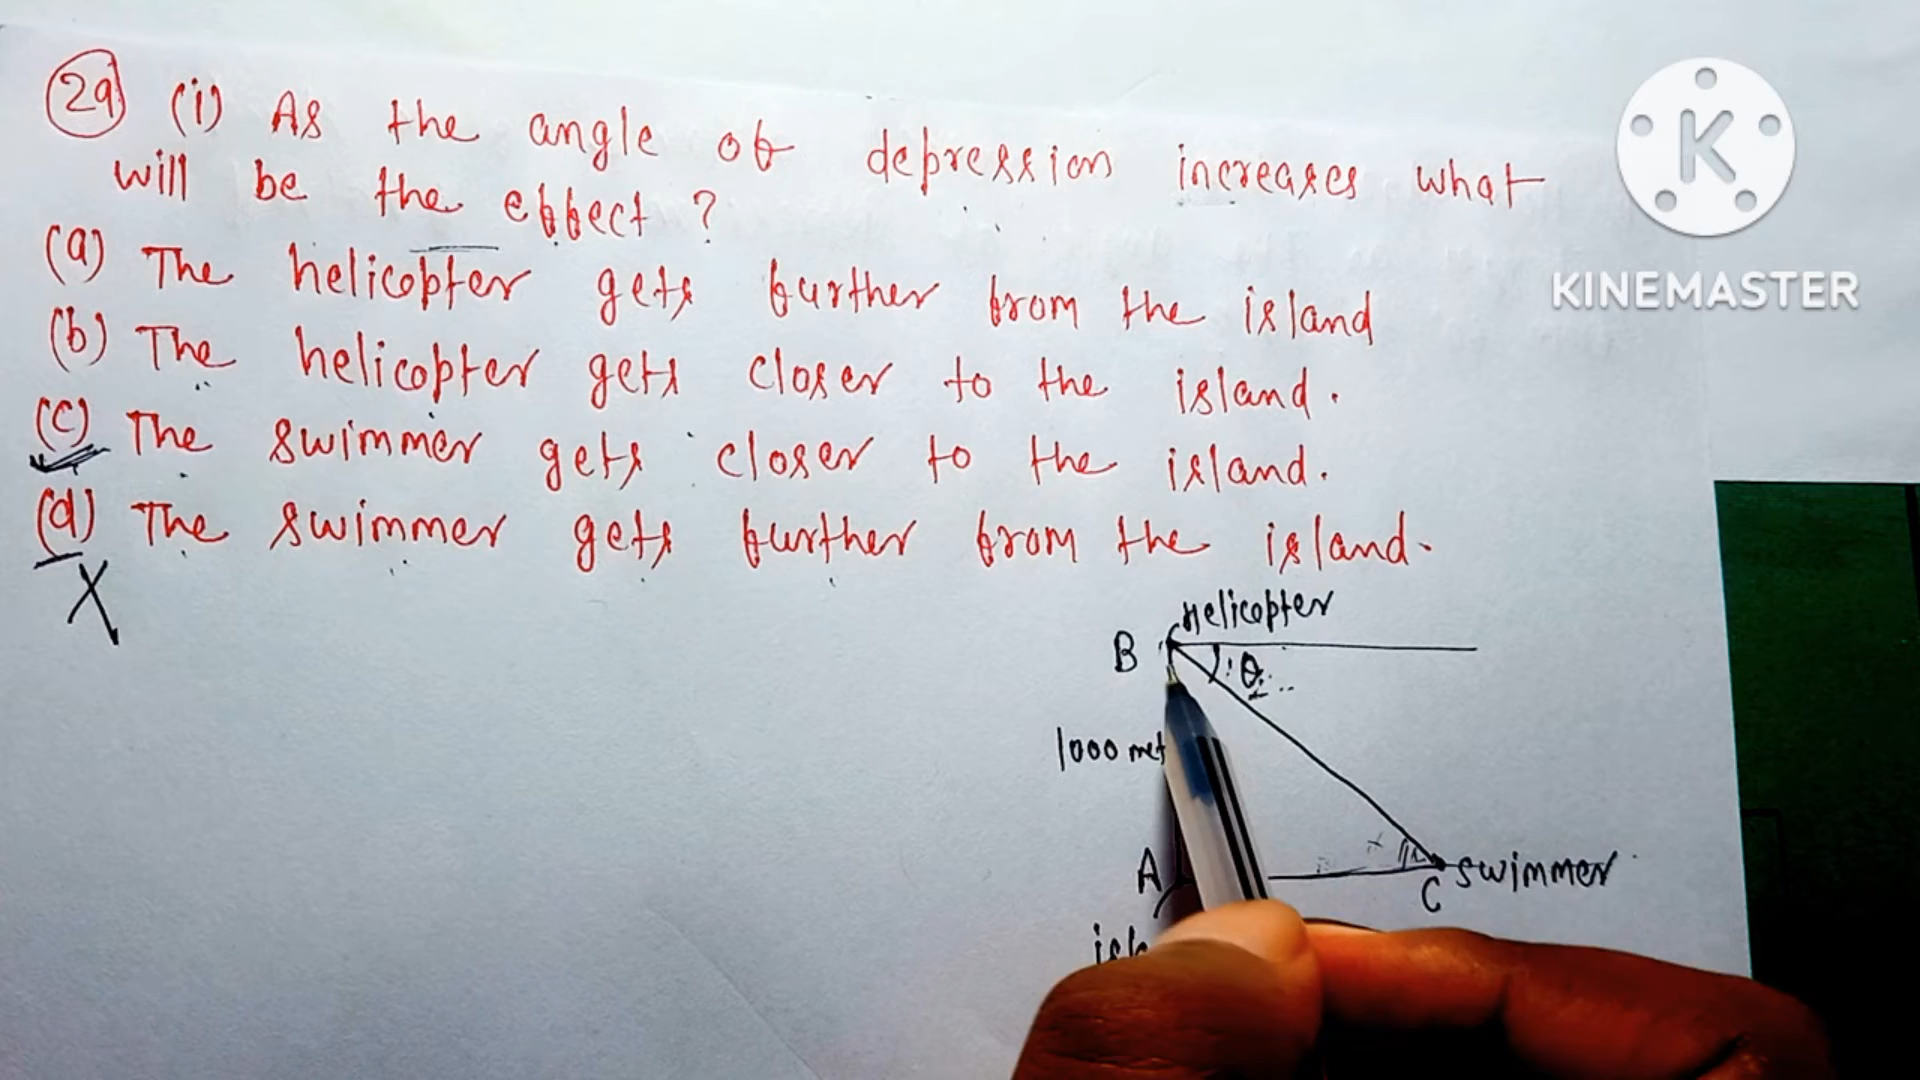 29 (i) As the angle of depression increases what
will be the effect ?
(a) The helicopter gets further from the island
(b) The helicopter gets closer to the island.
(c) The swimmer gets closer to the island.
(d) The swimmer gets further from the island.
X
K
KINEMASTER
Helicopter
B
θ
1000 met
A
C swimmer